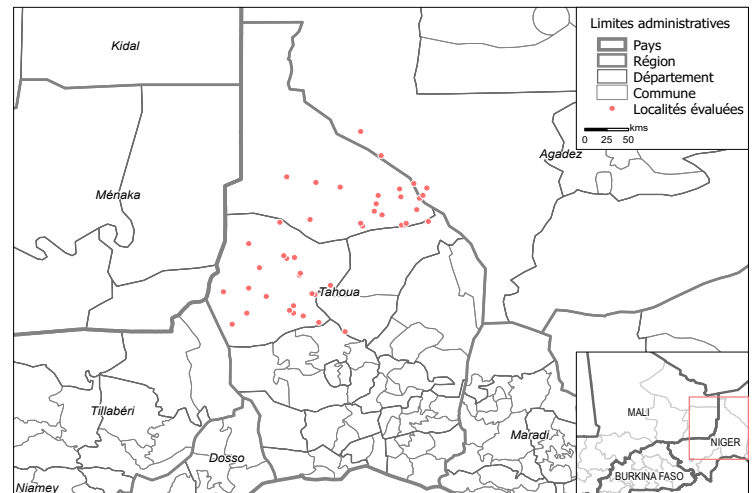 Kidal
Limites administratives
Pays
Région
Département
Commune
Localités évaluées
kms
0 25 50
Agadez
Ménaka
Tahoua
Tillabéri
Maradi
Dosso
Niamey
MALI
NIGER
BURKINA FASO